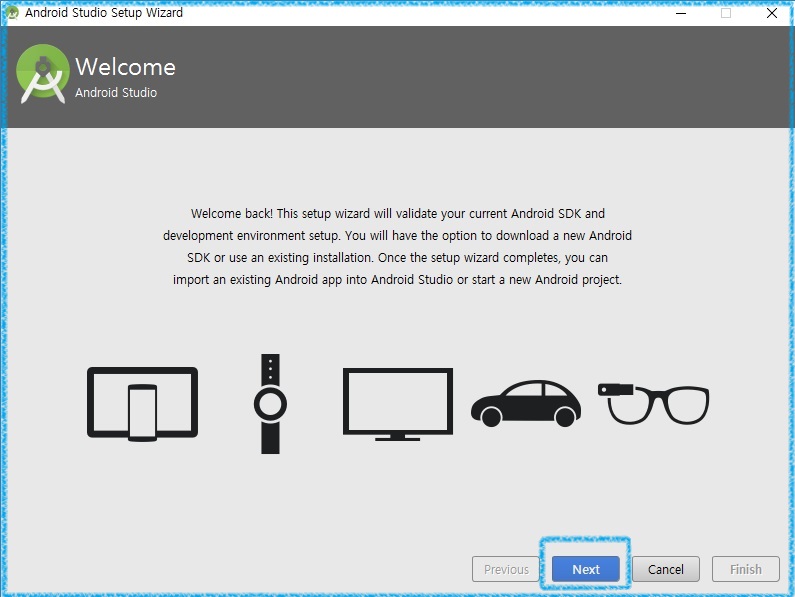 Android Studio Setup Wizard
Welcome
Android Studio
Welcome back! This setup wizard will validate your current Android SDK and
development environment setup. You will have the option to download a new Android
SDK or use an existing installation. Once the setup wizard completes, you can
import an existing Android app into Android Studio or start a new Android project.
Previous
Next
Cancel
Finish